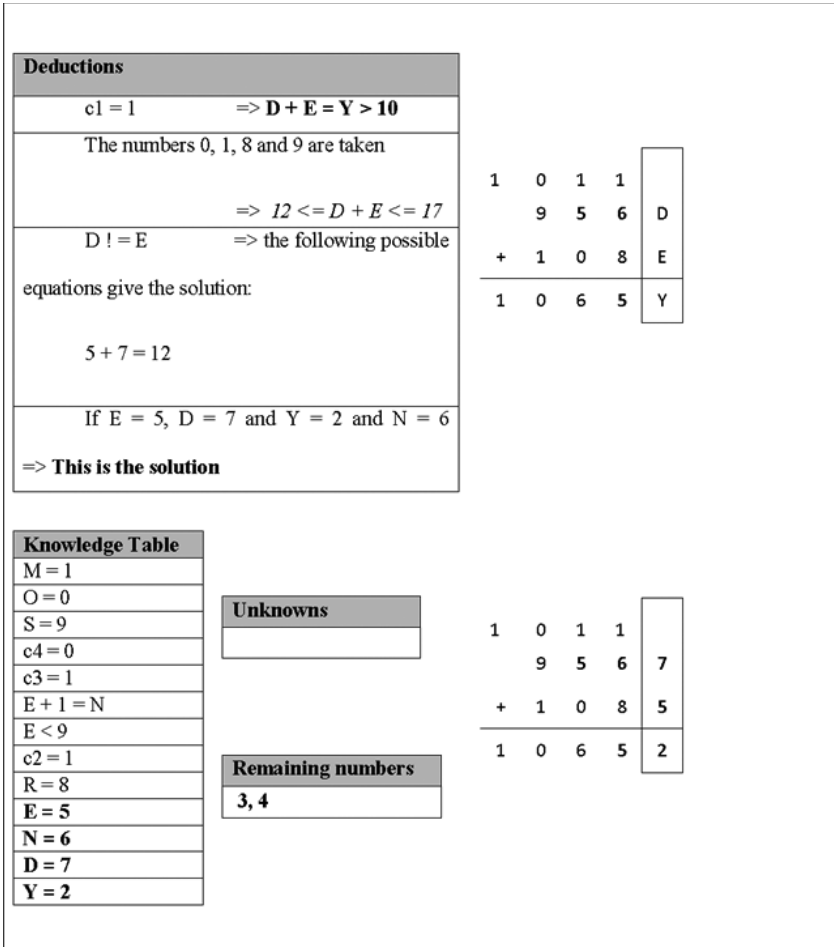 Deductions
c1 = 1 => D + E = Y > 10
The numbers 0, 1, 8 and 9 are taken
=> 12 <= D + E <= 17
D ! = E => the following possible
equations give the solution:
5 + 7 = 12
If E = 5, D = 7 and Y = 2 and N = 6
=> This is the solution
1 0 1 1
9 5 6 D
+ 1 0 8 E
1 0 6 5 Y
Knowledge Table
M = 1
O = 0
S = 9
c4 = 0
c3 = 1
E + 1 = N
E < 9
c2 = 1
R = 8
E = 5
N = 6
D = 7
Y = 2
Unknowns
Remaining numbers
3, 4
1 0 1 1
9 5 6 7
+ 1 0 8 5
1 0 6 5 2